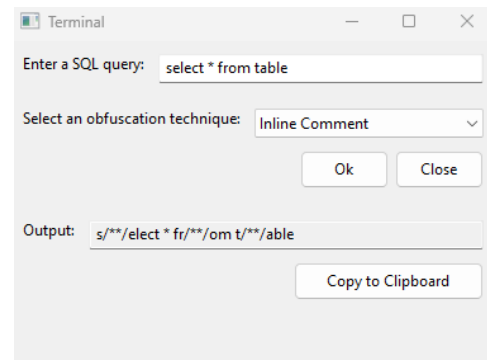 Terminal
Enter a SQL query: select * from table
Select an obfuscation technique: Inline Comment
Ok Close
Output: s/**/elect * fr/**/om t/**/able
Copy to Clipboard